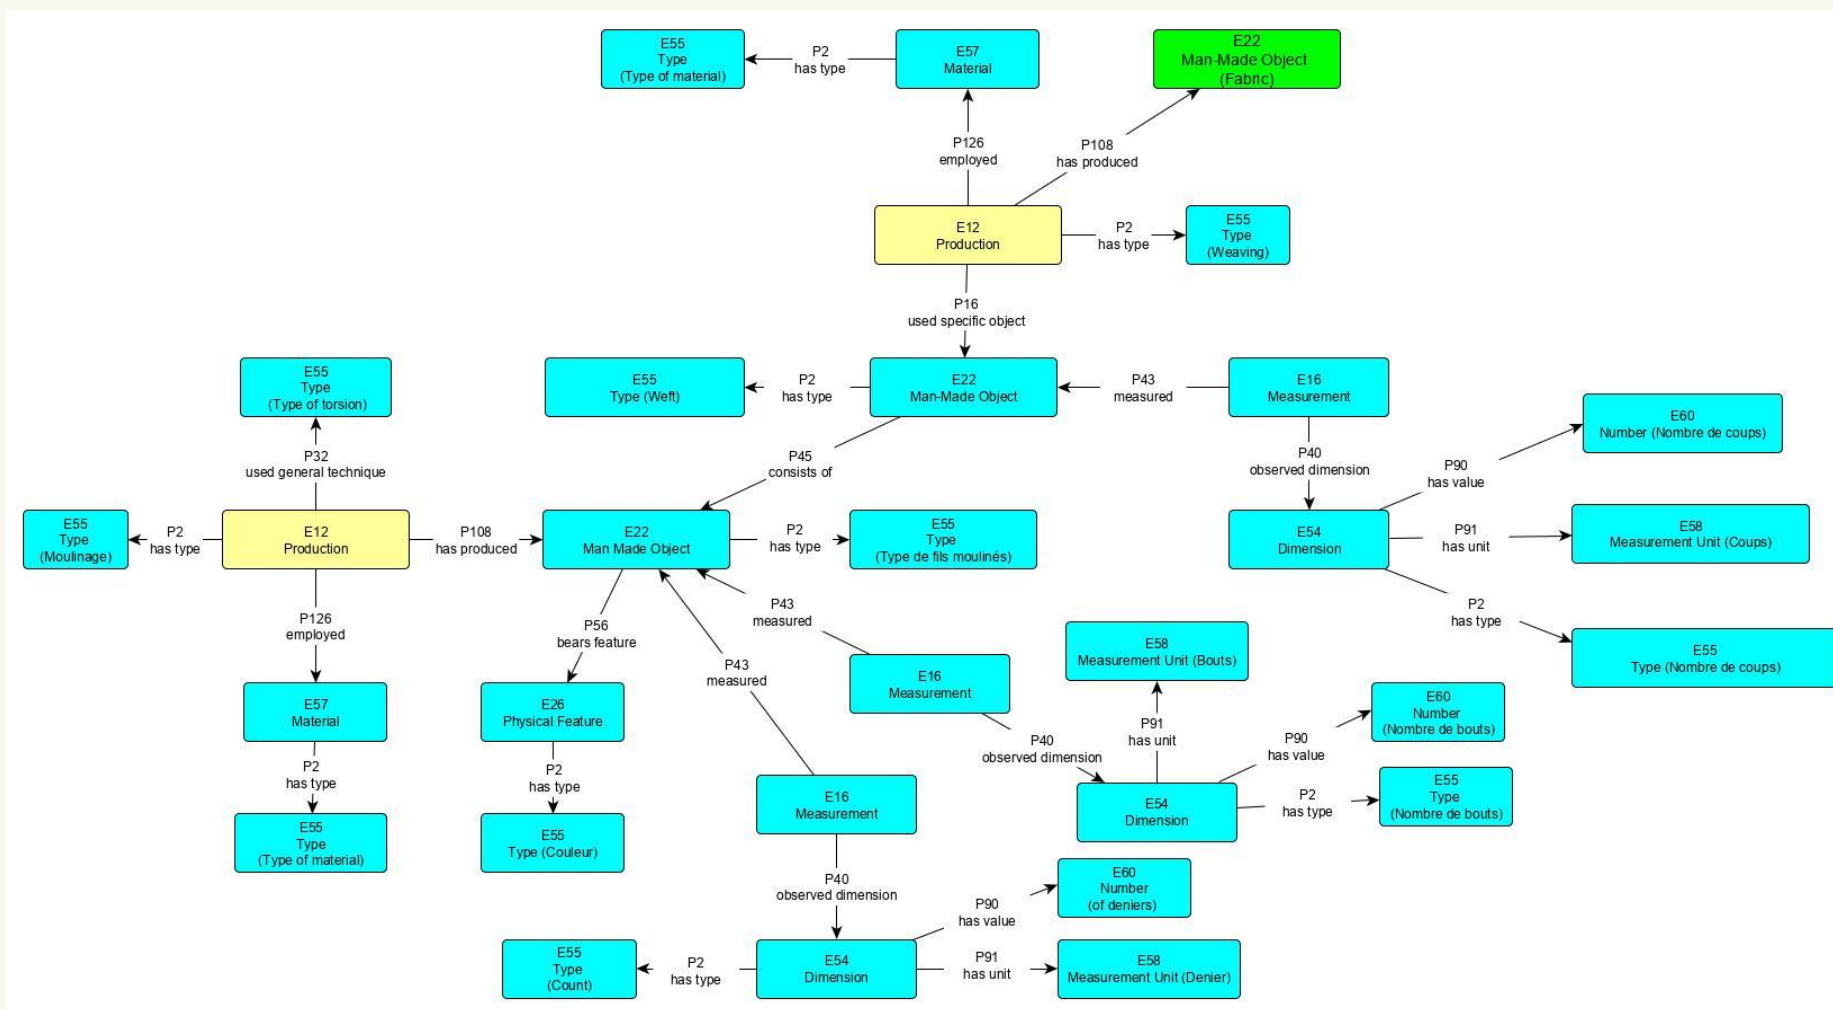 E55
Type
(Type of material)
P2
has type
E57
Material
E22
Man-Made Object
(Fabric)
P126
employed
P108
has produced
E12
Production
P2
has type
E55
Type
(Weaving)
P16
used specific object
E55
Type
(Type of torsion)
E55
Type (Weft)
P2
has type
E22
Man-Made Object
P43
measured
E16
Measurement
E60
Number (Nombre de coups)
P32
used general technique
P45
consists of
P40
observed dimension
P90
has value
E55
Type
(Moulinage)
P2
has type
E12
Production
P108
has produced
E22
Man Made Object
P2
has type
E55
Type
(Type de fils moulinés)
E54
Dimension
P91
has unit
E58
Measurement Unit (Coups)
P126
employed
P56
bears feature
P43
measured
P43
measured
P2
has type
E58
Measurement Unit (Bouts)
E55
Type (Nombre de coups)
E57
Material
E26
Physical Feature
E16
Measurement
E60
Number
(Nombre de bouts)
P91
has unit
P90
has value
P40
observed dimension
P2
has type
P2
has type
E16
Measurement
E54
Dimension
P2
has type
E55
Type
(Nombre de bouts)
E55
Type
(Type of material)
E55
Type (Couleur)
P40
observed dimension
E60
Number
(of deniers)
P90
has value
E55
Type
(Count)
P2
has type
E54
Dimension
P91
has unit
E58
Measurement Unit (Denier)